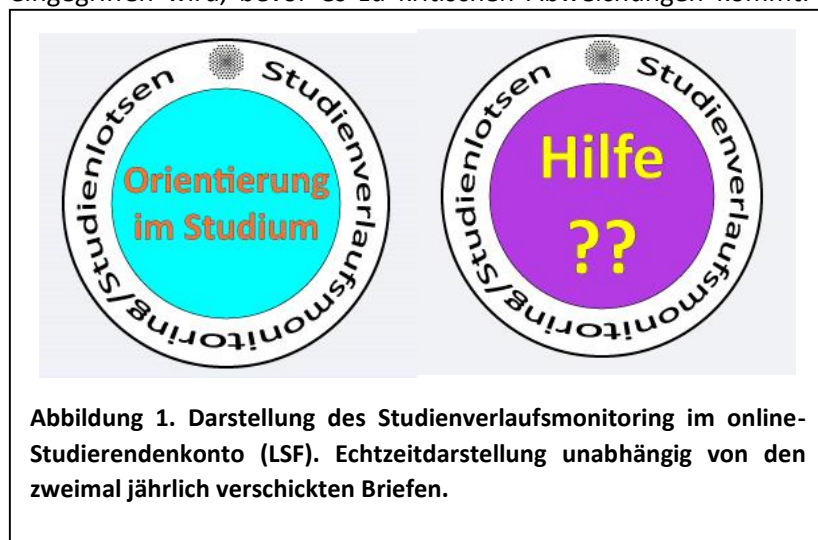 eingegriffen wird, bevor es zu kritischen Abweichungen kommt.
Studienverlaufsmonitoring/Studienlotsen
Orientierung
im Studium
Studienverlaufsmonitoring/Studienlotsen
Hilfe
??
Abbildung 1. Darstellung des Studienverlaufsmonitoring im online-
Studierendenkonto (LSF). Echtzeitdarstellung unabhängig von den
zweimal jährlich verschickten Briefen.